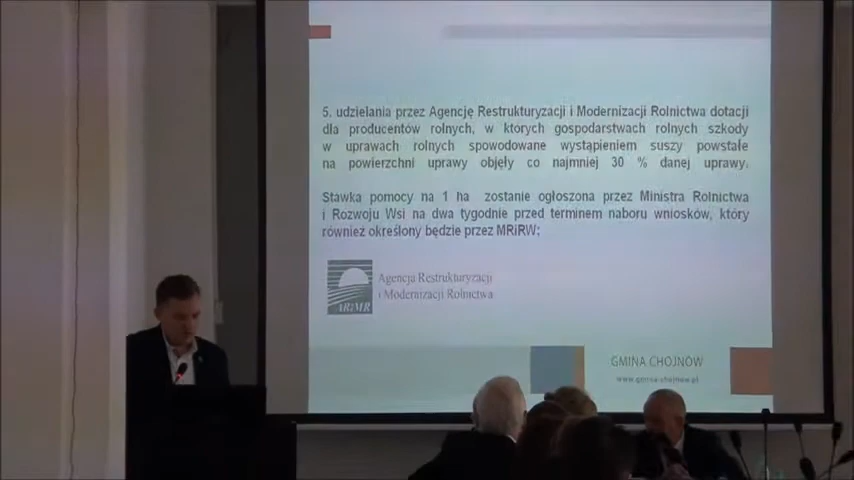 5. udzielania przez Agencję Restrukturyzacji i Modernizacji Rolnictwa dotacji
dla producentów rolnych, w których gospodarstwach rolnych szkody
w uprawach rolnych spowodowane wystąpieniem suszy powstałe
na powierzchni uprawy objęły co najmniej 30 % danej uprawy.
Stawka pomocy na 1 ha zostanie ogłoszona przez Ministra Rolnictwa
i Rozwoju Wsi na dwa tygodnie przed terminem naboru wniosków, który
również określony będzie przez MRiRW;
Agencja Restrukturyzacji
i Modernizacji Rolnictwa
ARiMR
GMINA CHOJNÓW
www.gmina-chojnow.pl